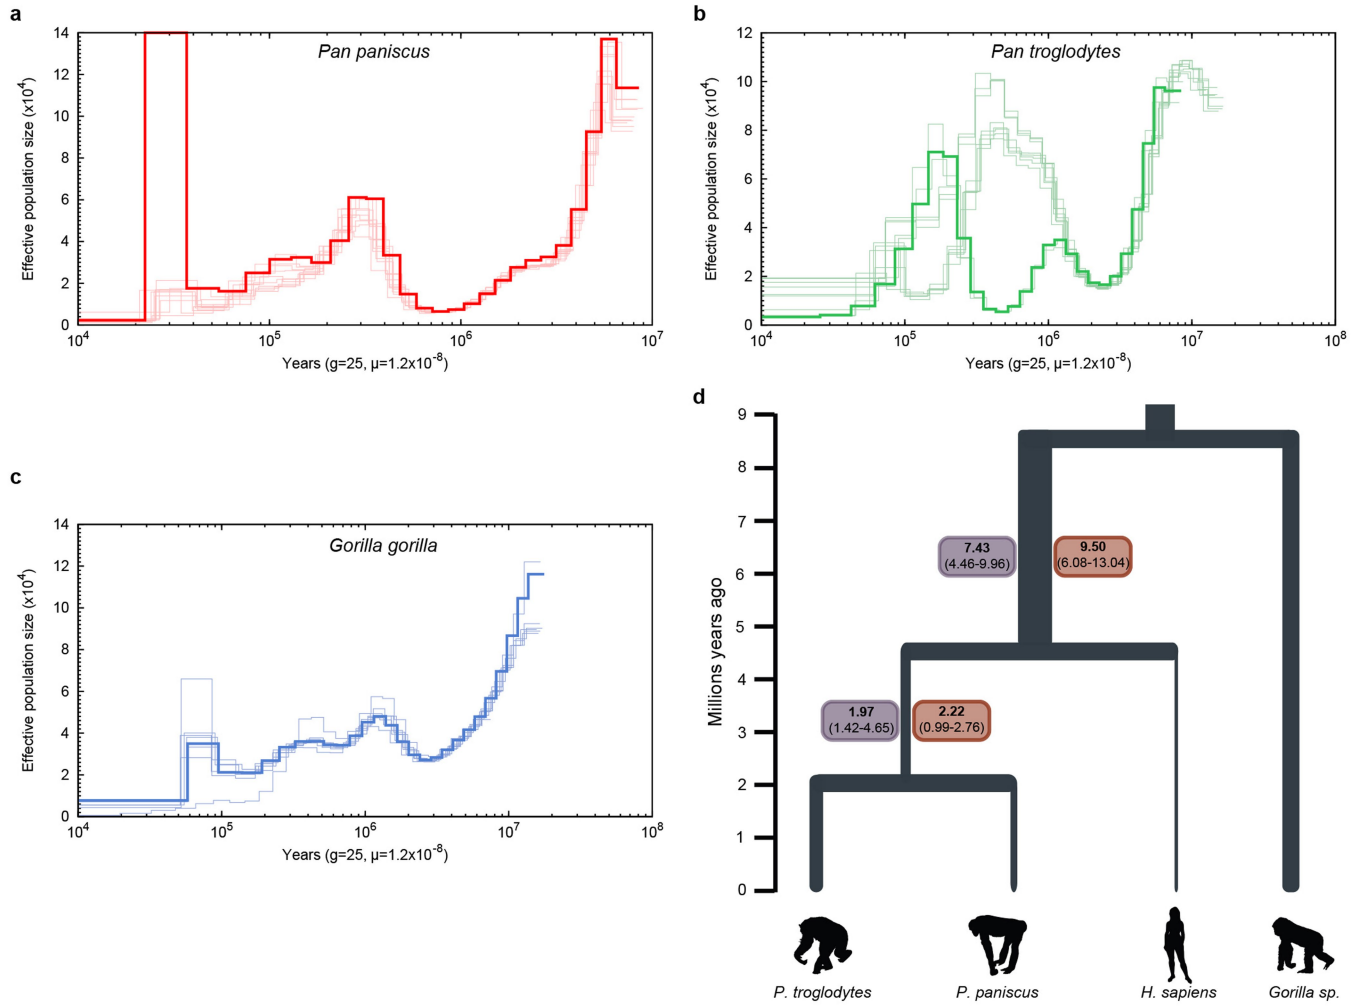 a
Pan paniscus
Effective population size (x10⁴)
14
12
10
8
6
4
2
0
10⁴ 10⁵ 10⁶ 10⁷
Years (g=25, µ=1.2x10⁻⁸)
b
Pan troglodytes
Effective population size (x10⁴)
12
10
8
6
4
2
0
10⁴ 10⁵ 10⁶ 10⁷ 10⁸
Years (g=25, µ=1.2x10⁻⁸)
c
Gorilla gorilla
Effective population size (x10⁴)
14
12
10
8
6
4
2
0
10⁴ 10⁵ 10⁶ 10⁷ 10⁸
Years (g=25, µ=1.2x10⁻⁸)
d
Millions years ago
9
8
7
6
5
4
3
2
1
0
7.43
(4.46-9.96)
9.50
(6.08-13.04)
1.97
(1.42-4.65)
2.22
(0.99-2.76)
P. troglodytes P. paniscus H. sapiens Gorilla sp.